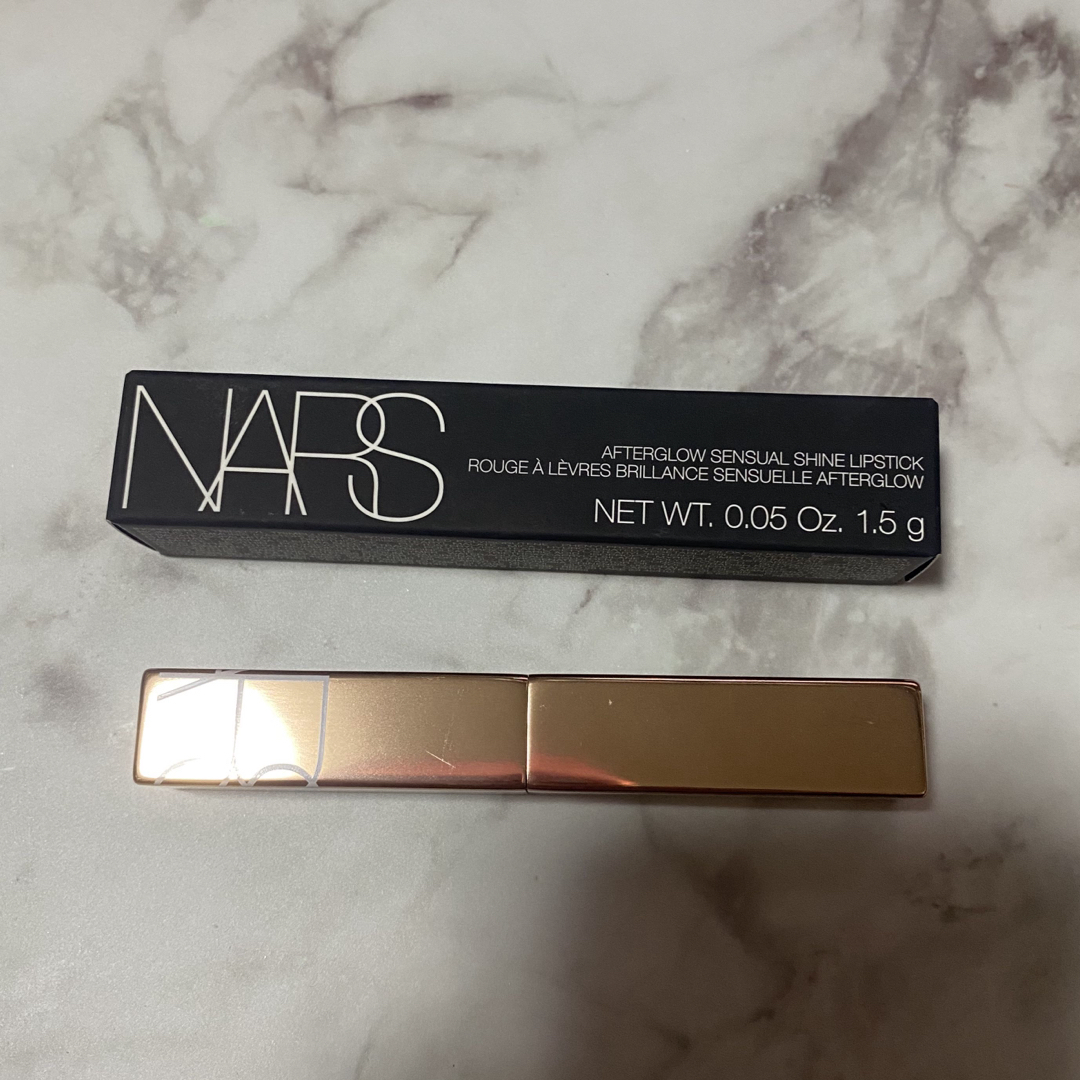 NARS
AFTERGLOW SENSUAL SHINE LIPSTICK
ROUGE À LÈVRES BRILLANCE SENSUELLE AFTERGLOW
NET WT. 0.05 Oz. 1.5 g